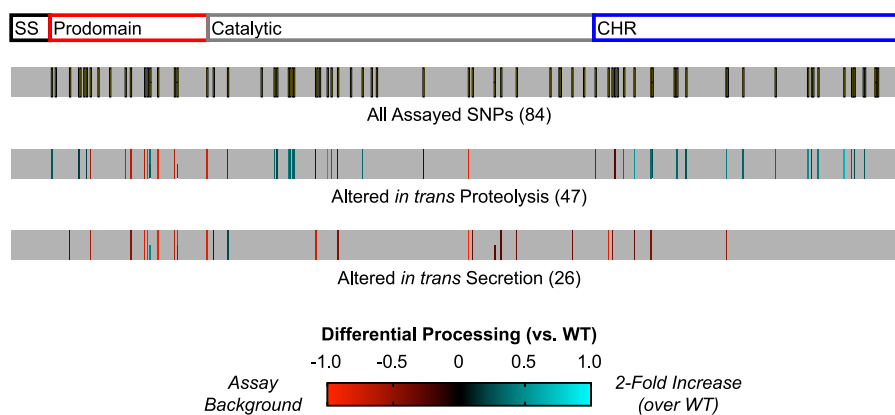 SS Prodomain Catalytic CHR
All Assayed SNPs (84)
Altered in trans Proteolysis (47)
Altered in trans Secretion (26)
Differential Processing (vs. WT)
-1.0 -0.5 0 0.5 1.0
Assay Background
2-Fold Increase (over WT)